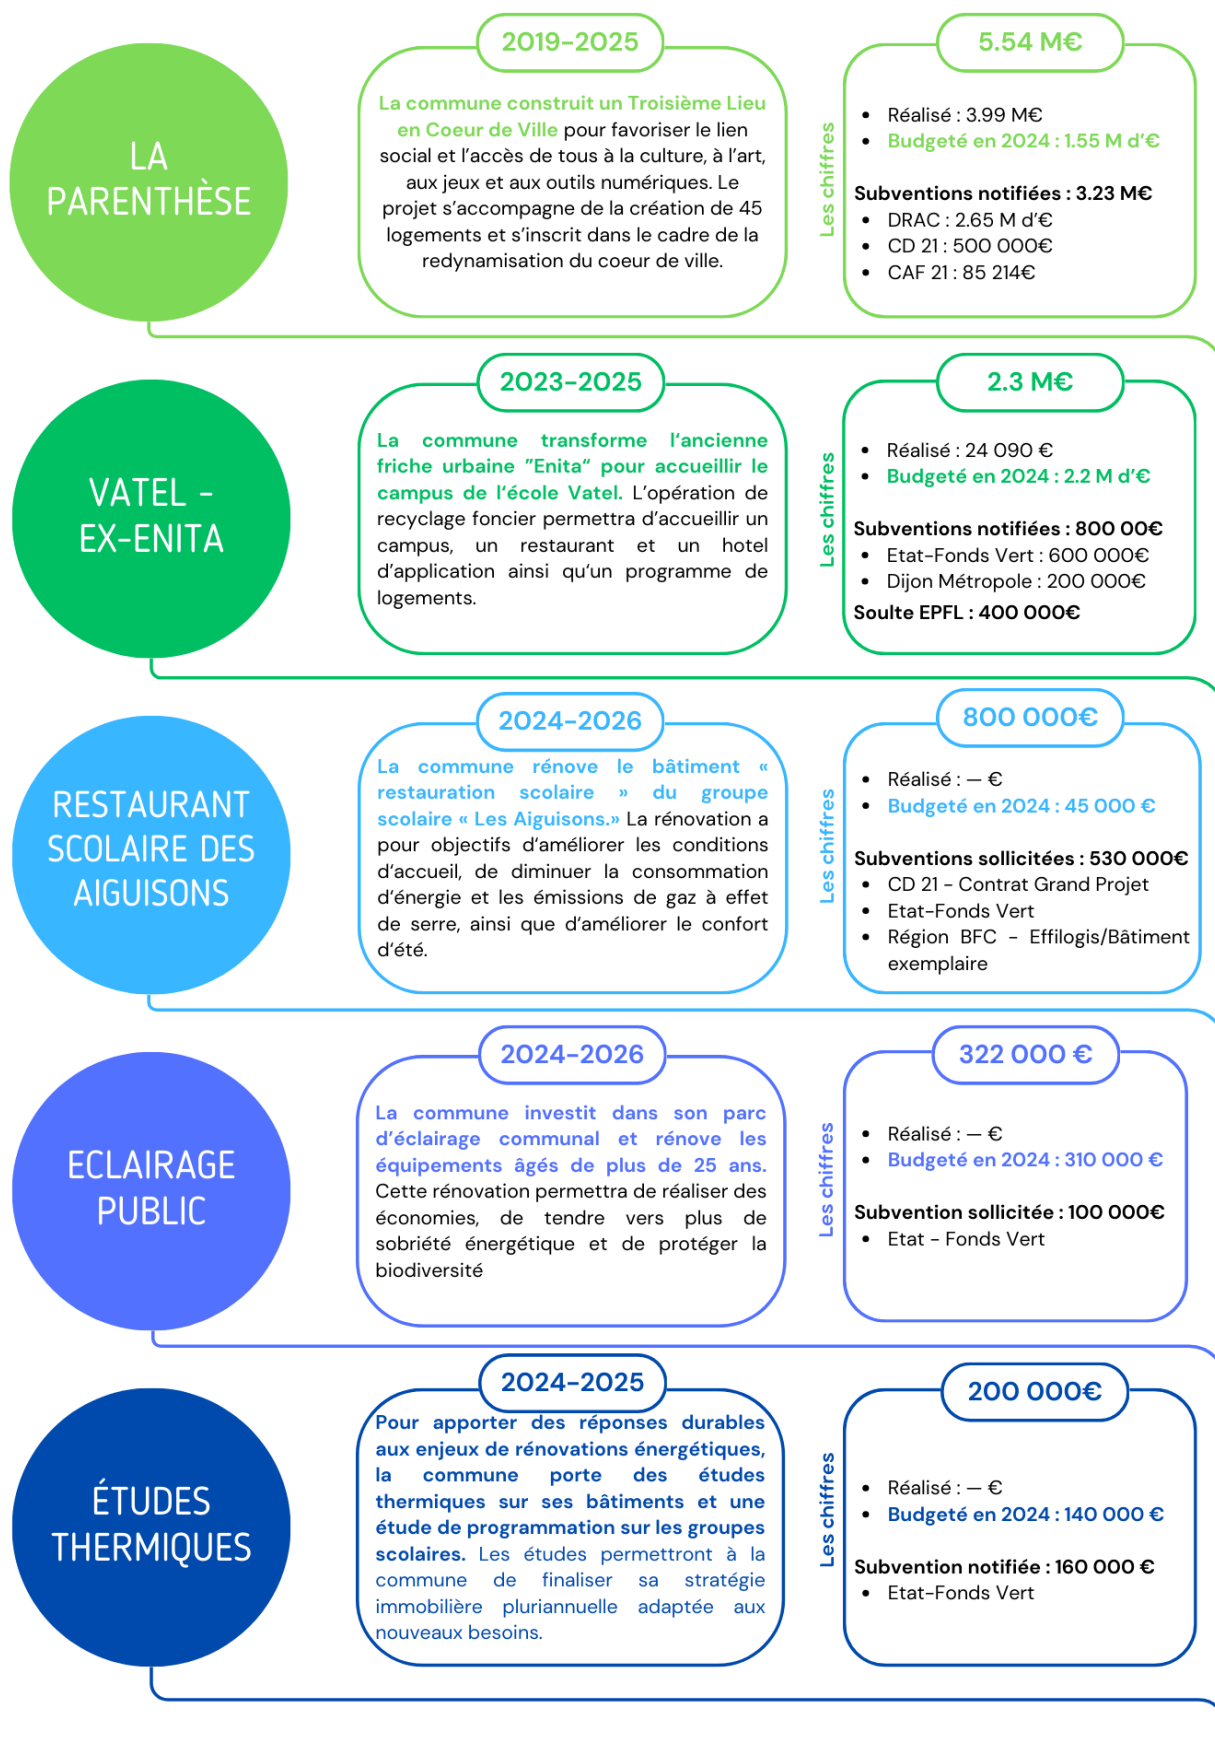 LA
PARENTHÈSE
2019-2025
La commune construit un Troisième Lieu
en Coeur de Ville pour favoriser le lien
social et l'accès de tous à la culture, à l'art,
aux jeux et aux outils numériques. Le
projet s'accompagne de la création de 45
logements et s'inscrit dans le cadre de la
redynamisation du coeur de ville.
Les chiffres
5.54 M€
• Réalisé : 3.99 M€
• Budgeté en 2024 : 1.55 M d'€
Subventions notifiées : 3.23 M€
• DRAC : 2.65 M d'€
• CD 21 : 500 000€
• CAF 21 : 85 214€
VATEL -
EX-ENITA
2023-2025
La commune transforme l'ancienne
friche urbaine "Enita" pour accueillir le
campus de l'école Vatel. L'opération de
recyclage foncier permettra d'accueillir un
campus, un restaurant et un hotel
d'application ainsi qu'un programme de
logements.
Les chiffres
2.3 M€
• Réalisé : 24 090 €
• Budgeté en 2024 : 2.2 M d'€
Subventions notifiées : 800 00€
• Etat-Fonds Vert : 600 000€
• Dijon Métropole : 200 000€
Soulte EPFL : 400 000€
RESTAURANT
SCOLAIRE DES
AIGUISONS
2024-2026
La commune rénove le bâtiment «
restauration scolaire » du groupe
scolaire « Les Aiguisons.» La rénovation a
pour objectifs d'améliorer les conditions
d'accueil, de diminuer la consommation
d'énergie et les émissions de gaz à effet
de serre, ainsi que d'améliorer le confort
d'été.
Les chiffres
800 000€
• Réalisé : — €
• Budgeté en 2024 : 45 000 €
Subventions sollicitées : 530 000€
• CD 21 - Contrat Grand Projet
• Etat-Fonds Vert
• Région BFC - Effilogis/Bâtiment
exemplaire
ECLAIRAGE
PUBLIC
2024-2026
La commune investit dans son parc
d'éclairage communal et rénove les
équipements âgés de plus de 25 ans.
Cette rénovation permettra de réaliser des
économies, de tendre vers plus de
sobriété énergétique et de protéger la
biodiversité
Les chiffres
322 000 €
• Réalisé : — €
• Budgeté en 2024 : 310 000 €
Subvention sollicitée : 100 000€
• Etat - Fonds Vert
ÉTUDES
THERMIQUES
2024-2025
Pour apporter des réponses durables
aux enjeux de rénovations énergétiques,
la commune porte des études
thermiques sur ses bâtiments et une
étude de programmation sur les groupes
scolaires. Les études permettront à la
commune de finaliser sa stratégie
immobilière pluriannuelle adaptée aux
nouveaux besoins.
Les chiffres
200 000€
• Réalisé : — €
• Budgeté en 2024 : 140 000 €
Subvention notifiée : 160 000 €
• Etat-Fonds Vert